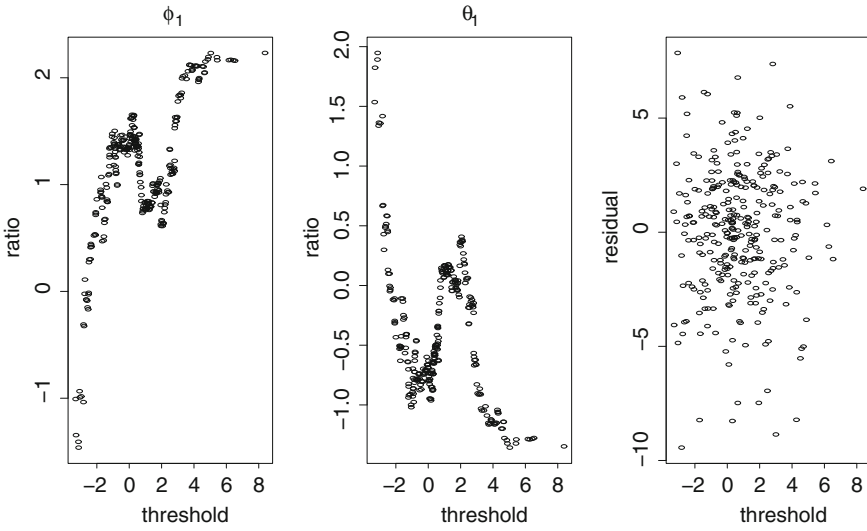 ϕ1
ratio
2
1
0
−1
−2 0 2 4 6 8
threshold
θ1
ratio
2.0
1.5
1.0
0.5
0.0
−0.5
−1.0
−2 0 2 4 6 8
threshold
residual
5
0
−5
−10
−2 0 2 4 6 8
threshold